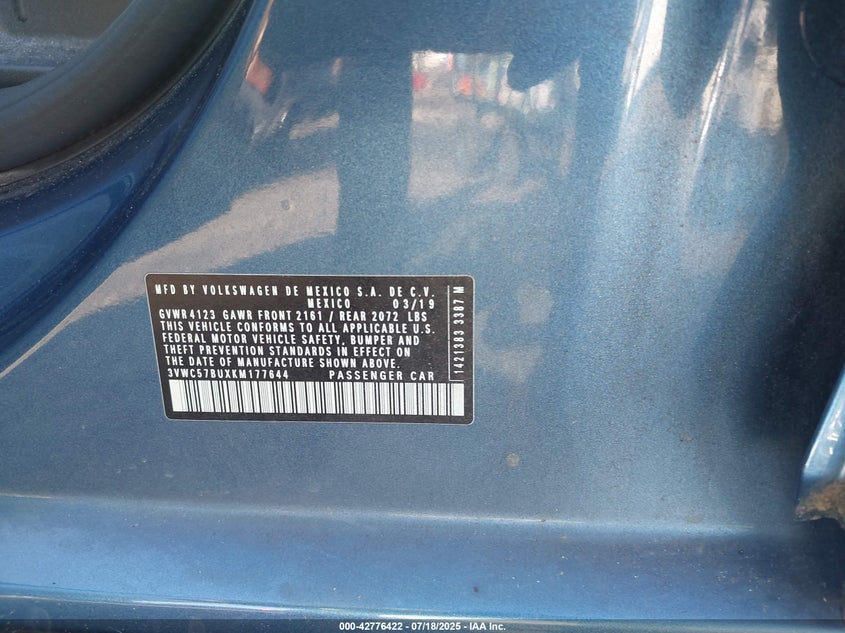 MFD BY VOLKSWAGEN DE MEXICO S.A. DE C.V.
MEXICO 03/19
GVWR 4123 GAWR FRONT 2161 / REAR 2072 LBS
THIS VEHICLE CONFORMS TO ALL APPLICABLE U.S.
FEDERAL MOTOR VEHICLE SAFETY, BUMPER AND
THEFT PREVENTION STANDARDS IN EFFECT ON
THE DATE OF MANUFACTURE SHOWN ABOVE.
3VWC57BUXKM177644 PASSENGER CAR
1421383 3387 M
000-42776422 - 07/18/2025 - IAA Inc.